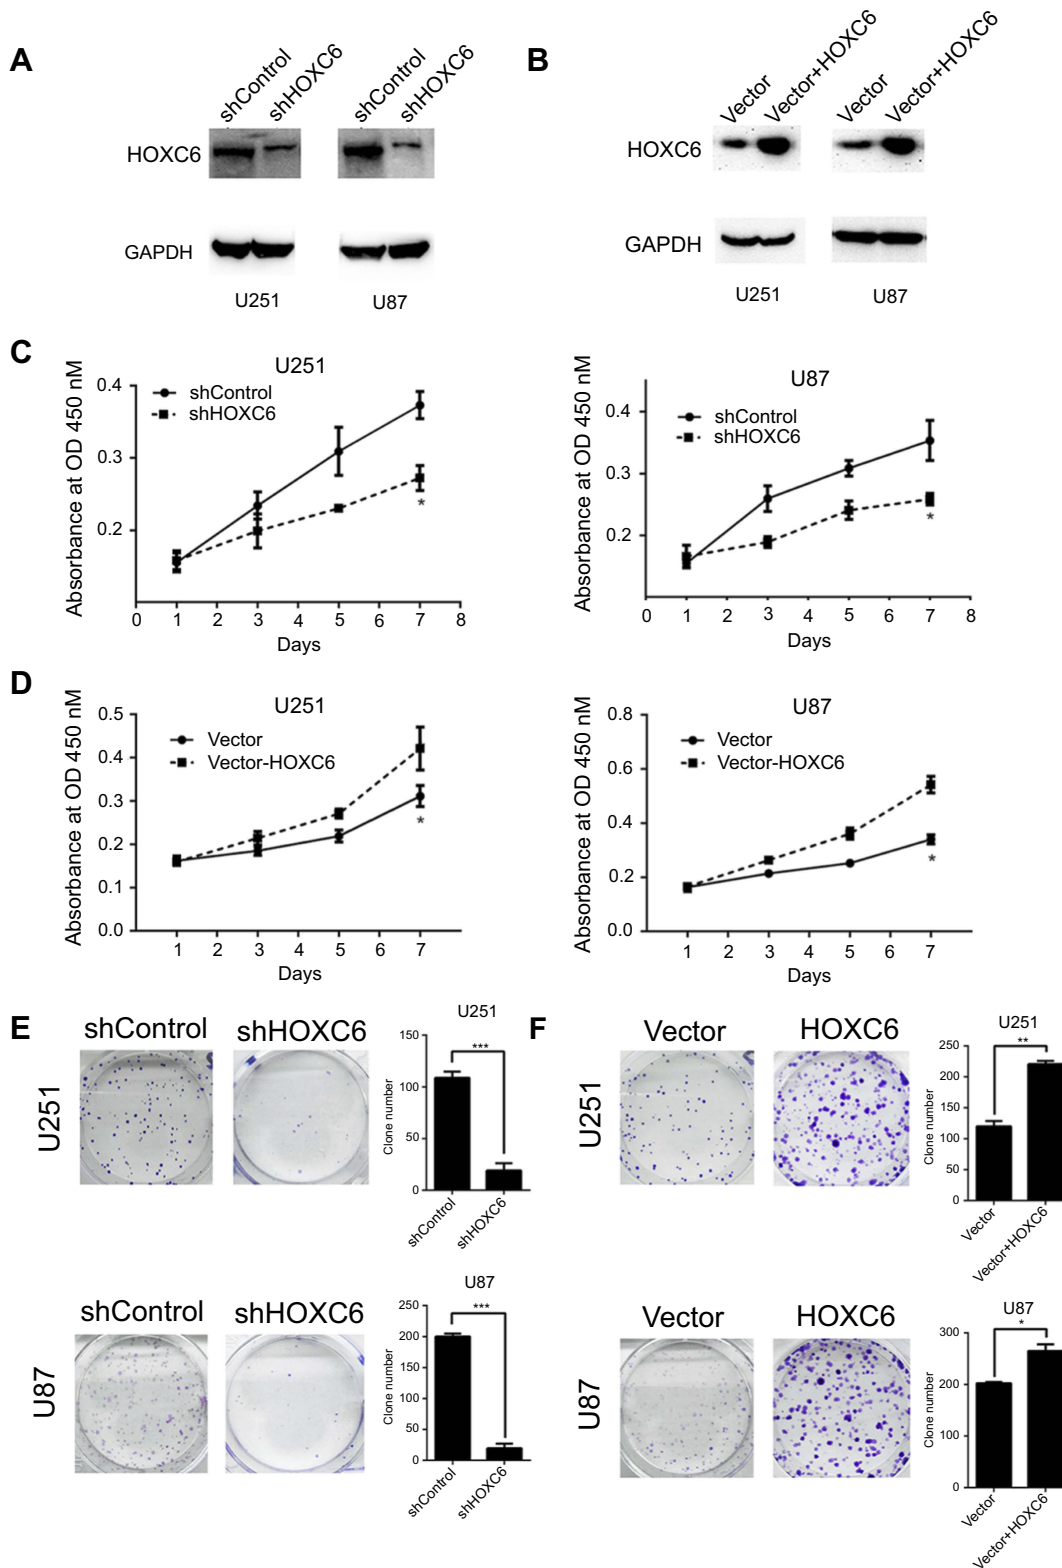 A
shControl
shHOXC6
shControl
shHOXC6
HOXC6
GAPDH
U251
U87
B
Vector
Vector+HOXC6
Vector
Vector+HOXC6
HOXC6
GAPDH
U251
U87
C
U251
Absorbance at OD 450 nM
shControl
shHOXC6
0.4
0.3
0.2
*
0 1 2 3 4 5 6 7 8
Days
U87
Absorbance at OD 450 nM
shControl
shHOXC6
0.4
0.3
0.2
*
0 1 2 3 4 5 6 7 8
Days
D
U251
Absorbance at OD 450 nM
Vector
Vector-HOXC6
0.5
0.4
0.3
0.2
0.1
0.0
*
1 2 3 4 5 6 7
Days
U87
Absorbance at OD 450 nM
Vector
Vector-HOXC6
0.8
0.6
0.4
0.2
0.0
*
1 2 3 4 5 6 7
Days
E
shControl
shHOXC6
U251
U251
Clone number
150
100
50
0
***
shControl
shHOXC6
shControl
shHOXC6
U87
U87
Clone number
250
200
150
100
50
0
***
shControl
shHOXC6
F
Vector
HOXC6
U251
U251
Clone number
250
200
150
100
50
0
**
Vector
Vector+HOXC6
Vector
HOXC6
U87
U87
Clone number
300
200
100
0
*
Vector
Vector+HOXC6